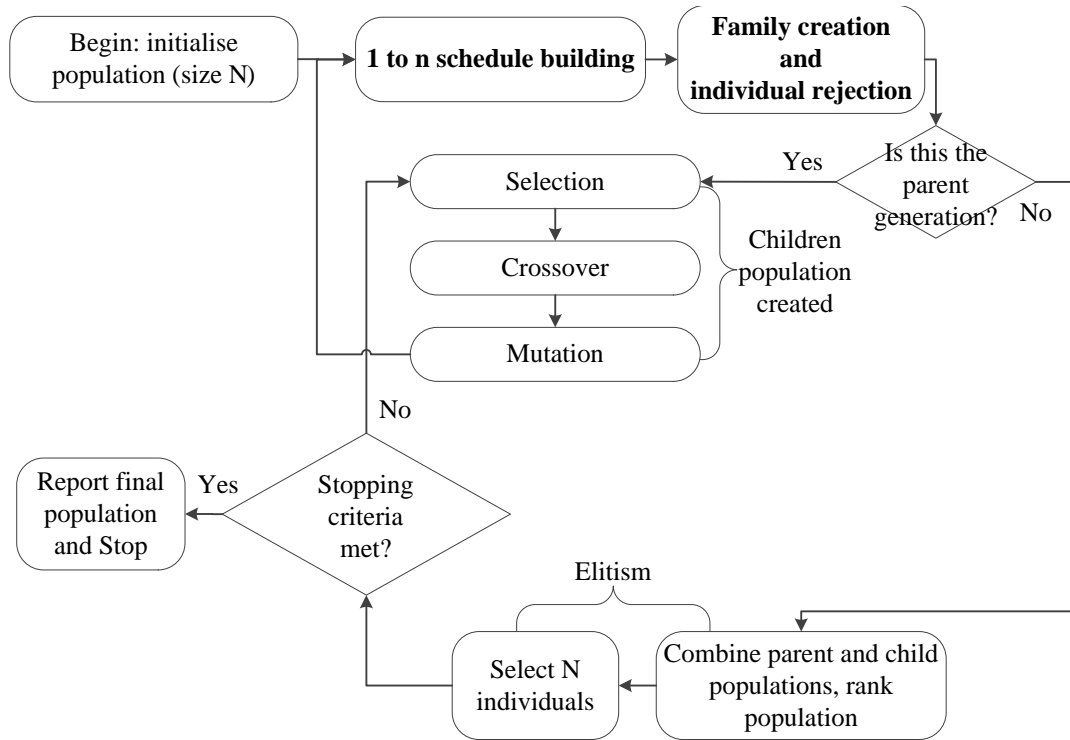 Begin: initialise
population (size N)
1 to n schedule building
Family creation
and
individual rejection
Is this the
parent
generation?
Yes
No
Selection
Crossover
Mutation
Children
population
created
No
Stopping
criteria
met?
Yes
Report final
population
and Stop
Elitism
Select N
individuals
Combine parent and child
populations, rank
population